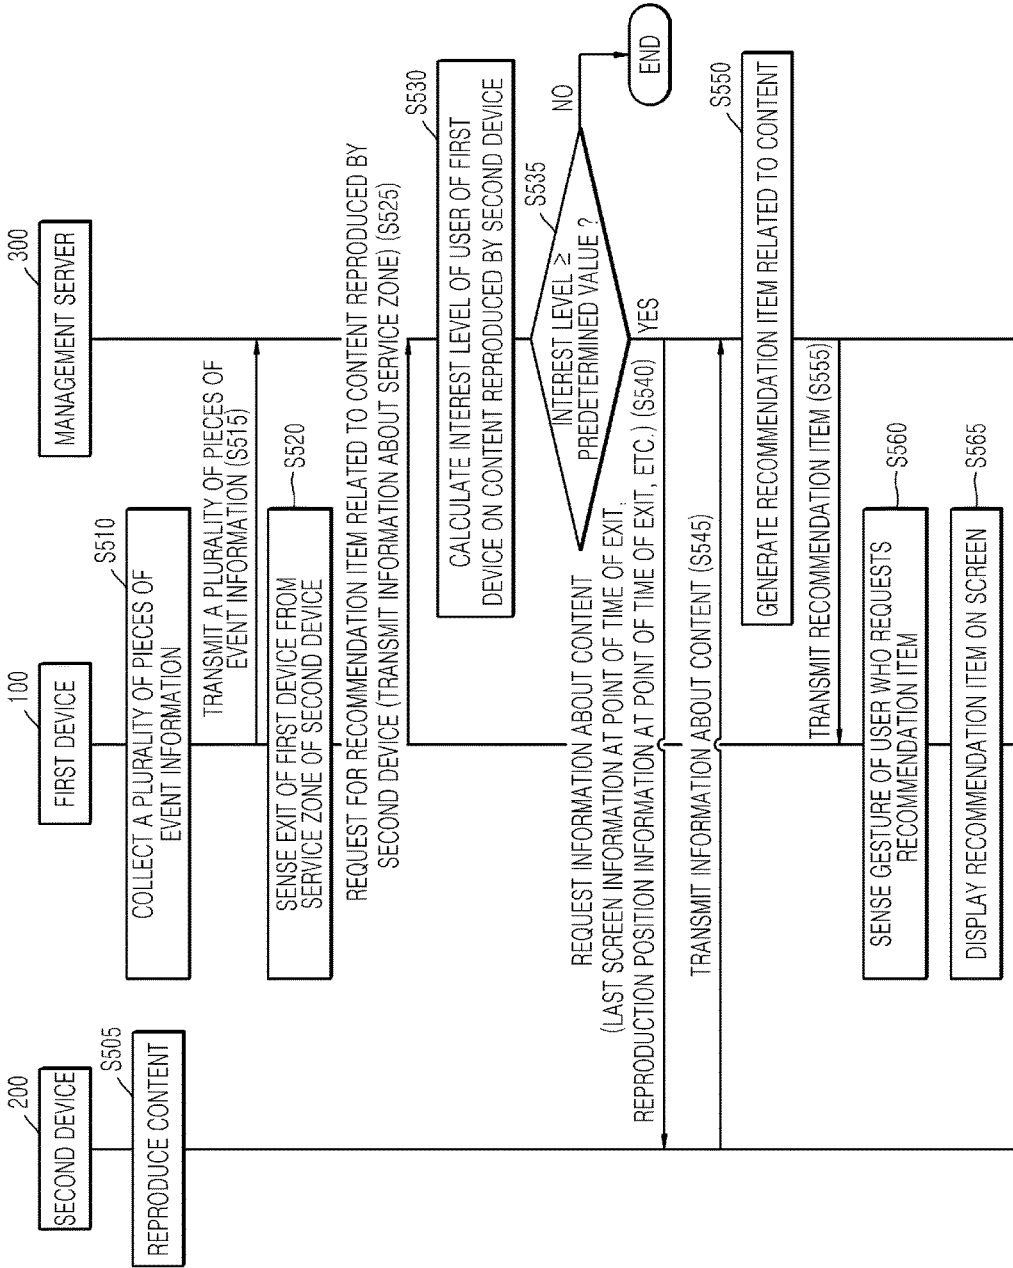 200
SECOND DEVICE
100
FIRST DEVICE
300
MANAGEMENT SERVER
S505
REPRODUCE CONTENT
S510
COLLECT A PLURALITY OF PIECES OF
EVENT INFORMATION
TRANSMIT A PLURALITY OF PIECES OF
EVENT INFORMATION (S515)
S520
SENSE EXIT OF FIRST DEVICE FROM
SERVICE ZONE OF SECOND DEVICE
REQUEST FOR RECOMMENDATION ITEM RELATED TO CONTENT REPRODUCED BY
SECOND DEVICE (TRANSMIT INFORMATION ABOUT SERVICE ZONE) (S525)
S530
CALCULATE INTEREST LEVEL OF USER OF FIRST
DEVICE ON CONTENT REPRODUCED BY SECOND DEVICE
S535
INTEREST LEVEL ≥
PREDETERMINED VALUE ?
NO
END
YES
REQUEST INFORMATION ABOUT CONTENT
(LAST SCREEN INFORMATION AT POINT OF TIME OF EXIT,
REPRODUCTION POSITION INFORMATION AT POINT OF TIME OF EXIT, ETC.) (S540)
TRANSMIT INFORMATION ABOUT CONTENT (S545)
S550
GENERATE RECOMMENDATION ITEM RELATED TO CONTENT
TRANSMIT RECOMMENDATION ITEM (S555)
S560
SENSE GESTURE OF USER WHO REQUESTS
RECOMMENDATION ITEM
S565
DISPLAY RECOMMENDATION ITEM ON SCREEN